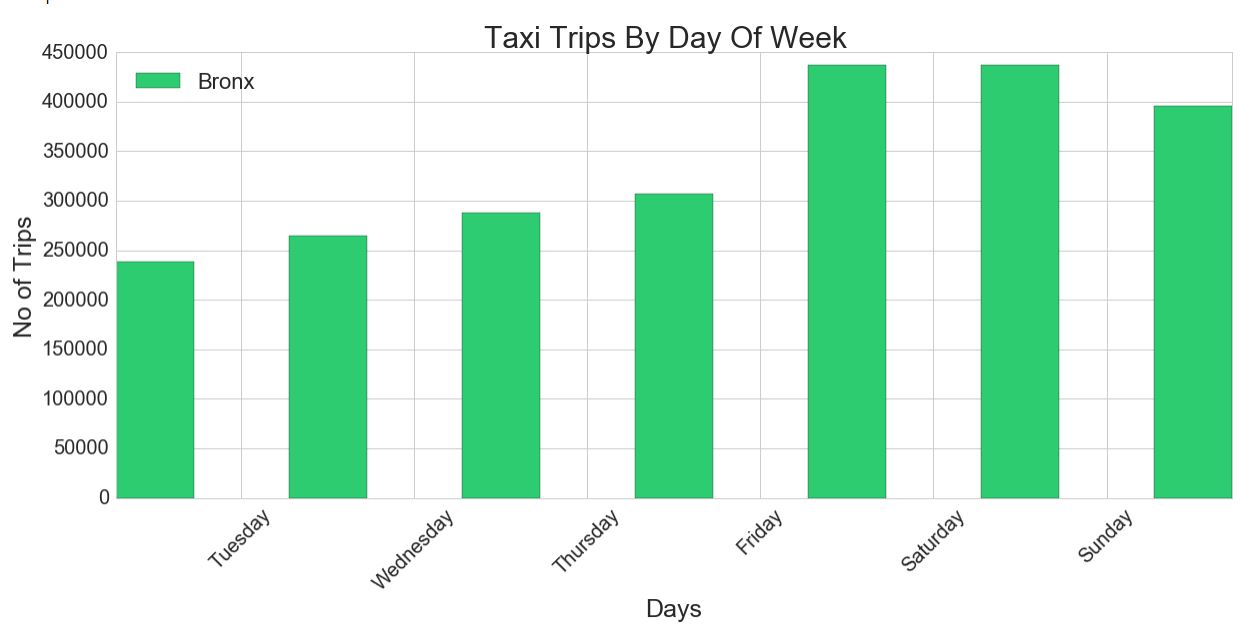 Taxi Trips By Day Of Week
Bronx
450000
400000
350000
300000
250000
200000
150000
100000
50000
0
No of Trips
Tuesday
Wednesday
Thursday
Friday
Saturday
Sunday
Days